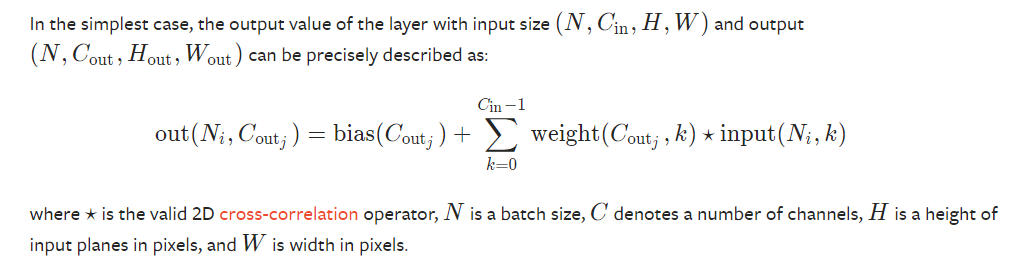 In the simplest case, the output value of the layer with input size (N, C_in, H, W) and output
(N, C_out, H_out, W_out) can be precisely described as:
out(N_i, C_out_j) = bias(C_out_j) + ∑_{k=0}^{C_in−1} weight(C_out_j, k) ⋆ input(N_i, k)
where ⋆ is the valid 2D cross-correlation operator, N is a batch size, C denotes a number of channels, H is a height of
input planes in pixels, and W is width in pixels.